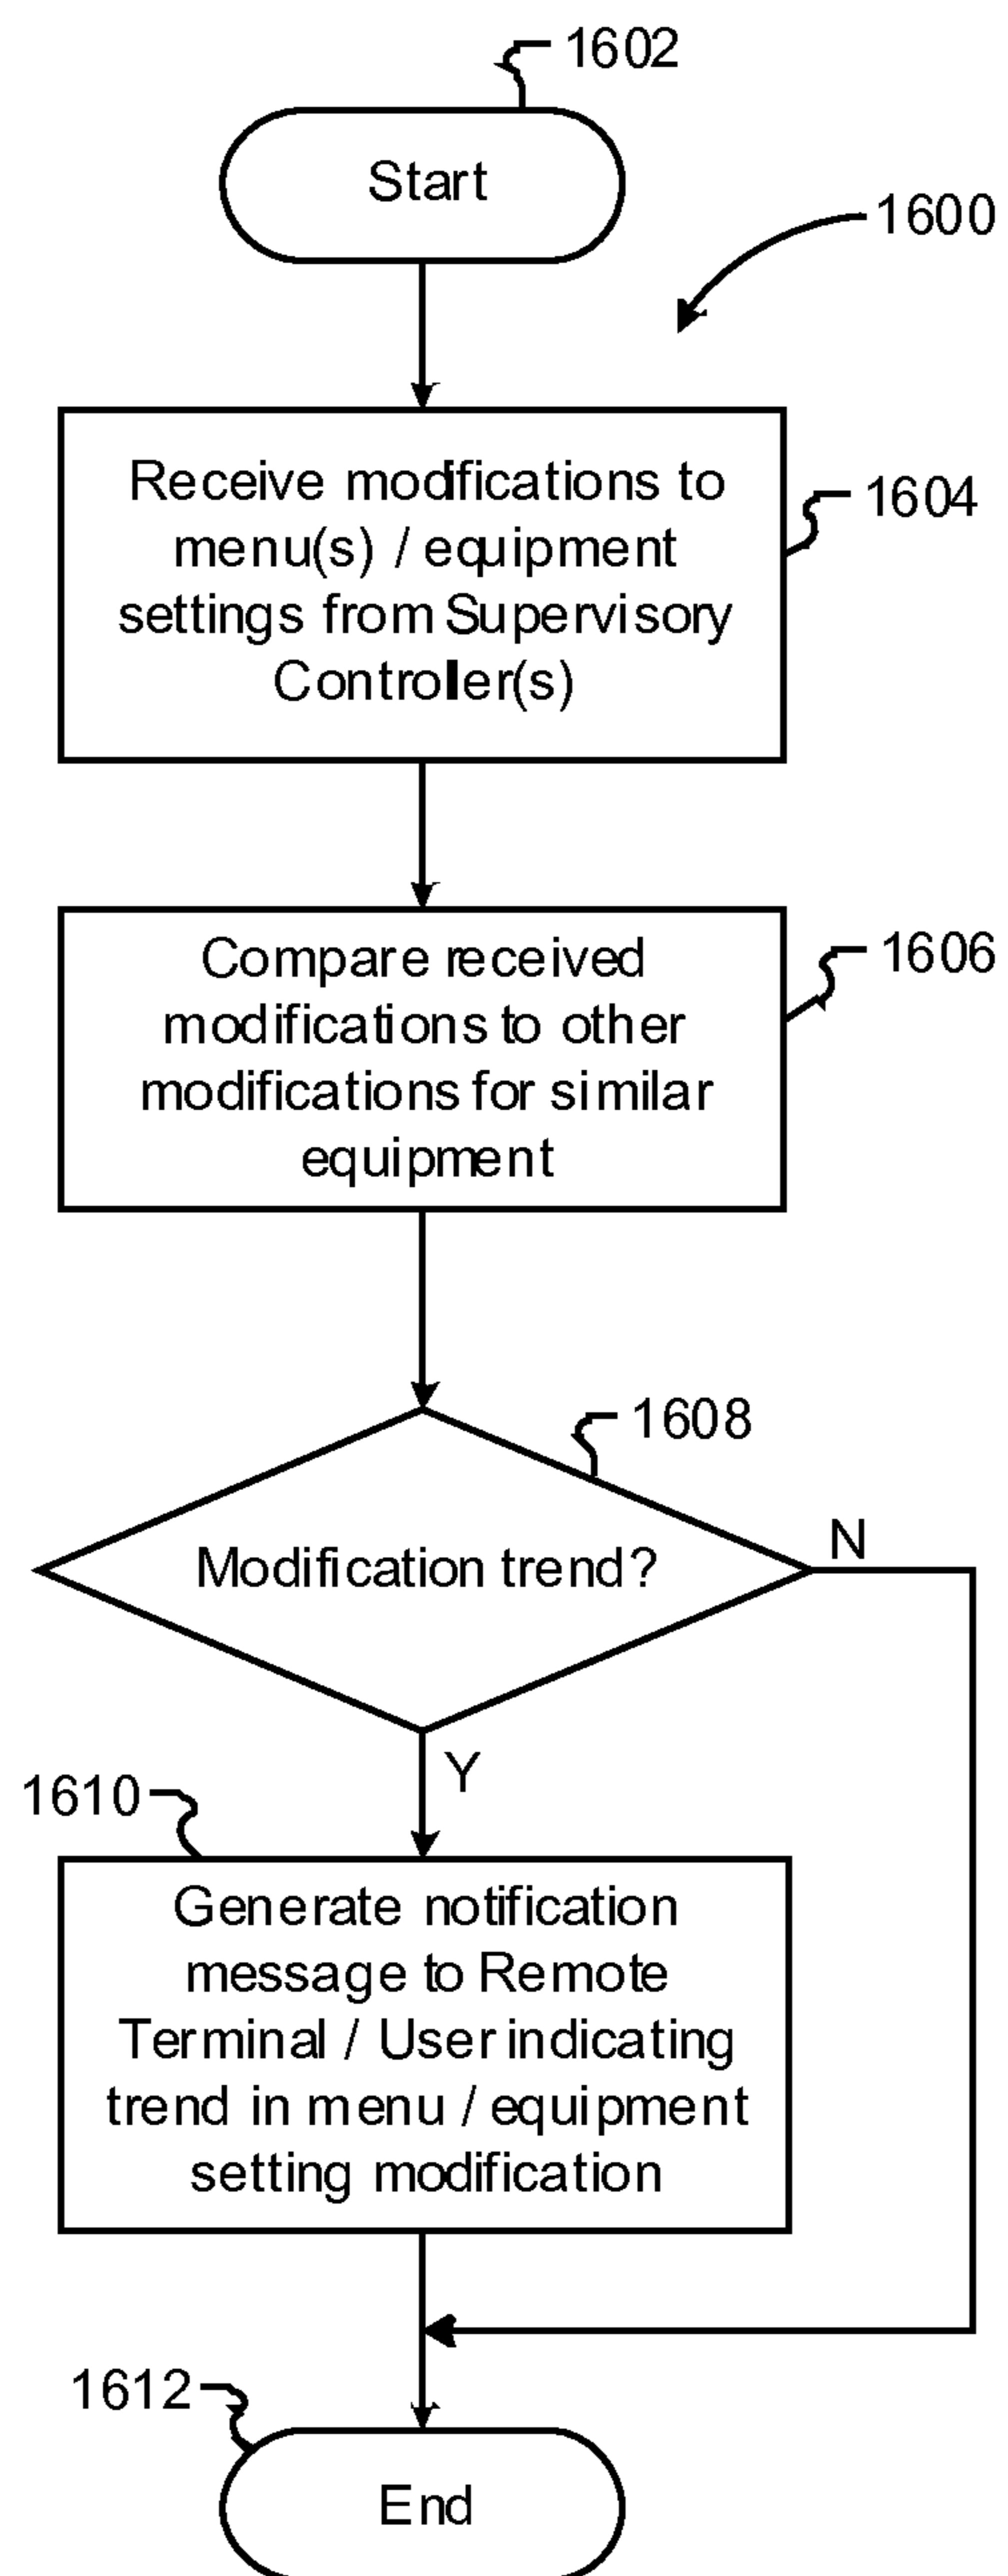 1602
Start
1600
Receive modifications to
menu(s) / equipment
settings from Supervisory
Controller(s)
1604
Compare received
modifications to other
modifications for similar
equipment
1606
1608
Modification trend?
N
Y
1610
Generate notification
message to Remote
Terminal / User indicating
trend in menu / equipment
setting modification
1612
End